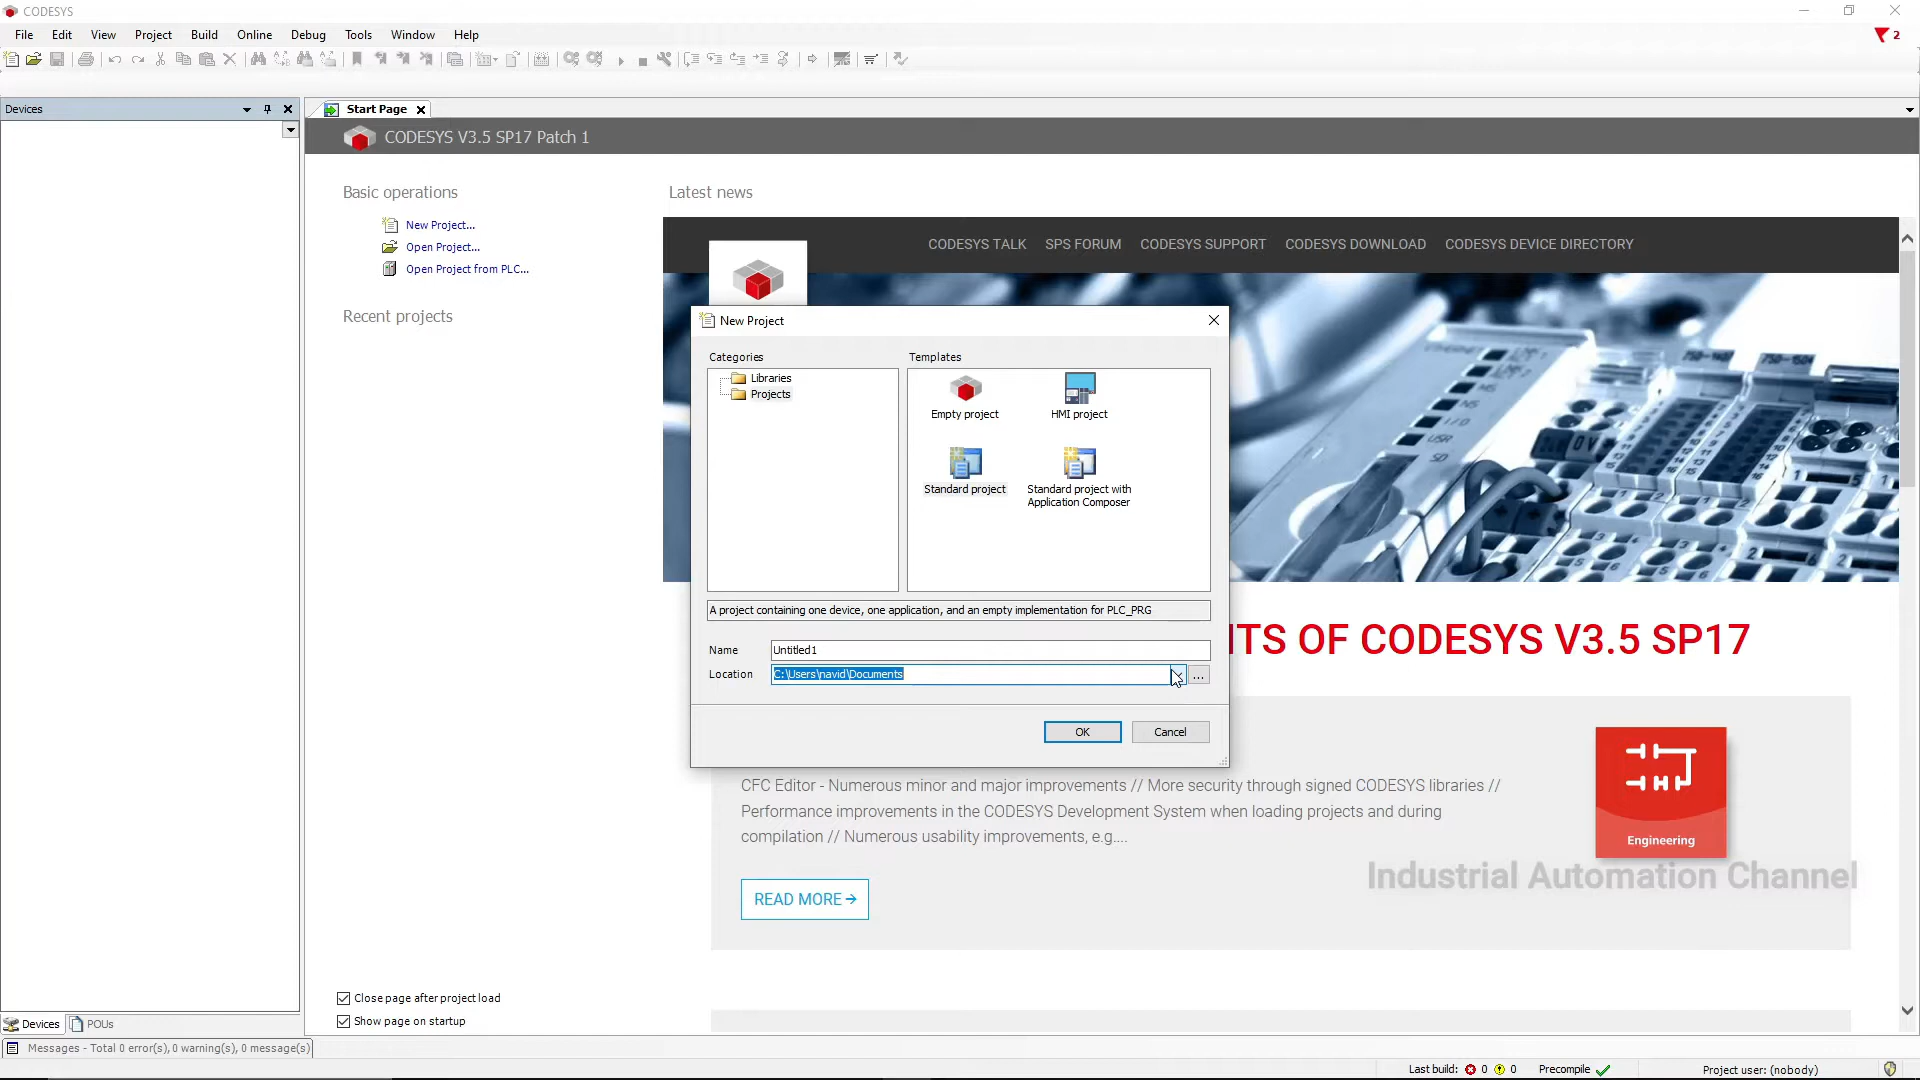 CODESYS
File Edit View Project Build Online Debug Tools Window Help
2
Devices
Start Page
CODESYS V3.5 SP17 Patch 1
Basic operations
New Project...
Open Project...
Open Project from PLC...
Recent projects
Latest news
CODESYS TALK SPS FORUM CODESYS SUPPORT CODESYS DOWNLOAD CODESYS DEVICE DIRECTORY
New Project
Categories
Libraries
Projects
Templates
Empty project
HMI project
Standard project
Standard project with
Application Composer
A project containing one device, one application, and an empty implementation for PLC_PRG
Name Untitled1
Location C:\Users\navid\Documents
...
OK Cancel
TS OF CODESYS V3.5 SP17
CFC Editor - Numerous minor and major improvements // More security through signed CODESYS libraries //
Performance improvements in the CODESYS Development System when loading projects and during
compilation // Numerous usability improvements, e.g....
READ MORE
Engineering
Industrial Automation Channel
Close page after project load
Show page on startup
Devices POUs
Messages - Total 0 error(s), 0 warning(s), 0 message(s)
Last build: 0 0 Precompile Project user: (nobody)